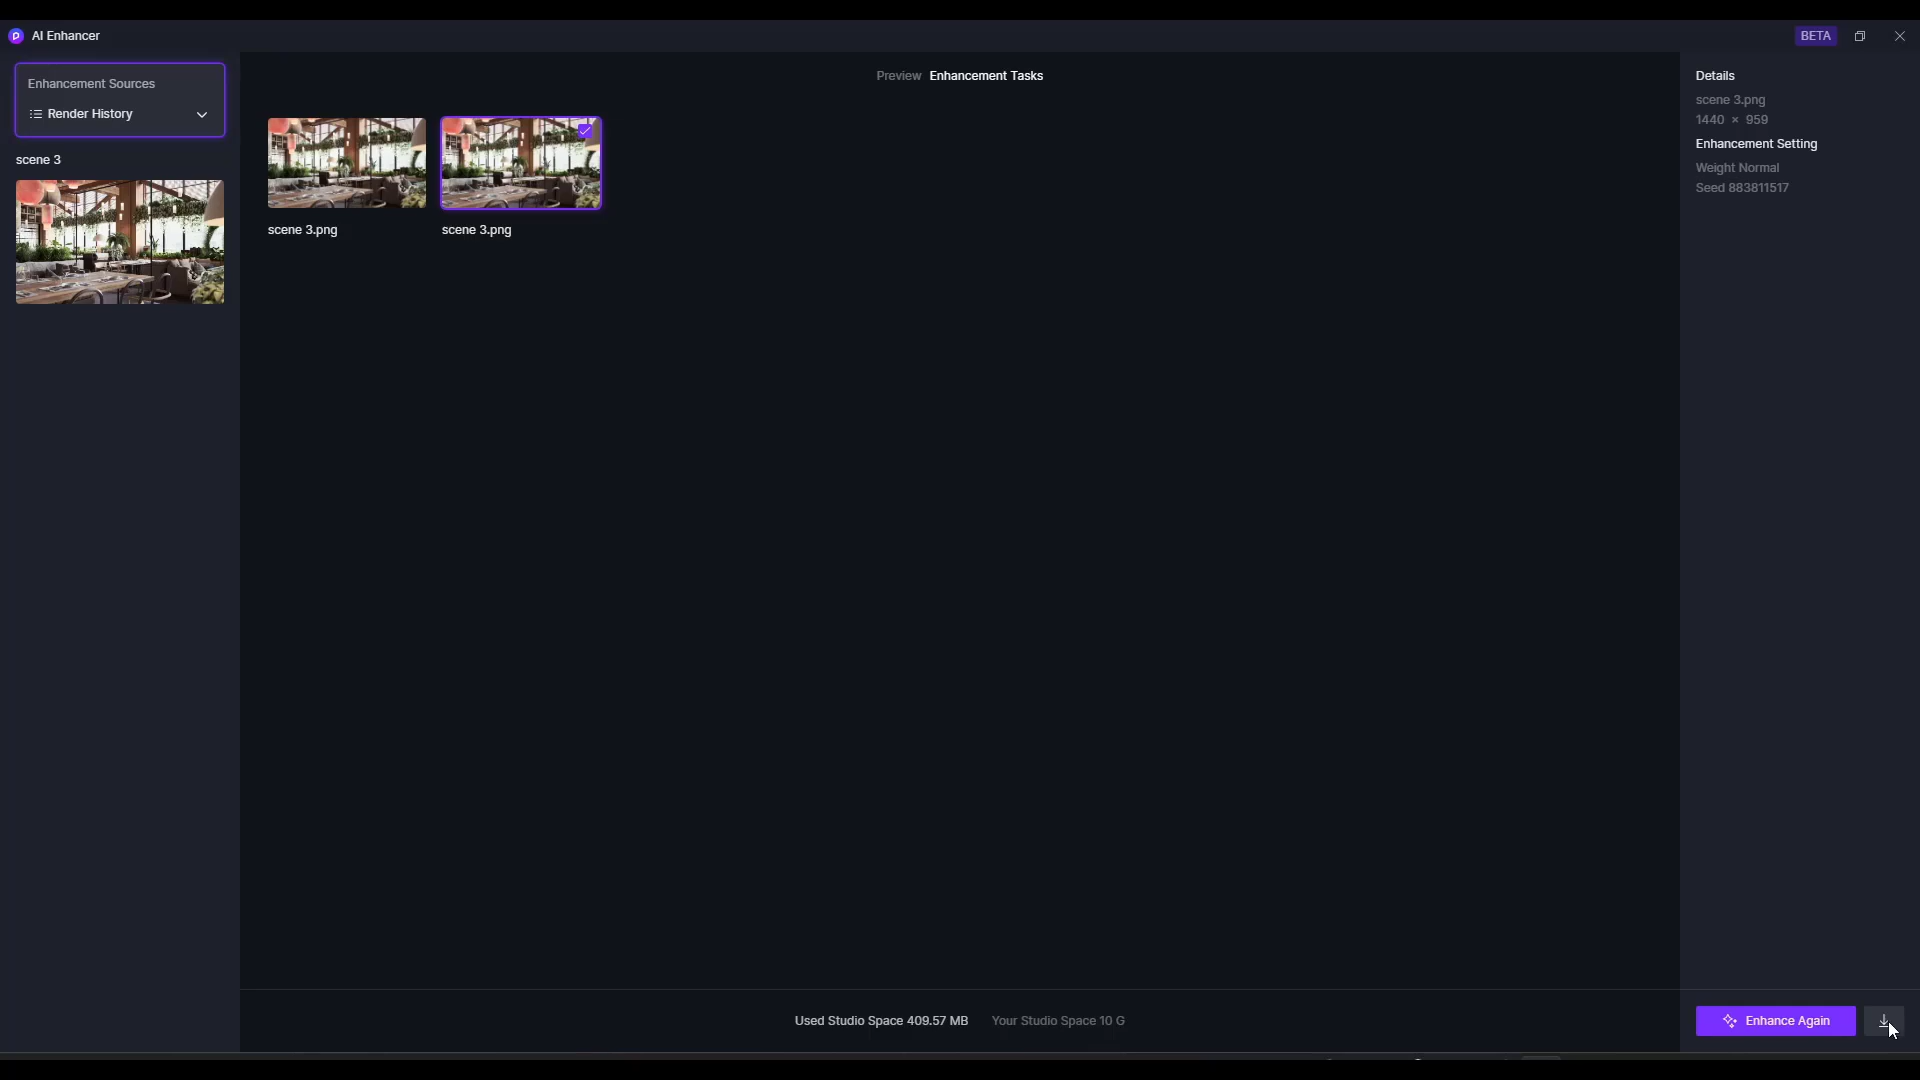 AI Enhancer
BETA
Enhancement Sources
Render History
scene 3
Preview Enhancement Tasks
scene 3.png
scene 3.png
Details
scene 3.png
1440 × 959
Enhancement Setting
Weight Normal
Seed 883811517
Used Studio Space 409.57 MB Your Studio Space 10 G
Enhance Again